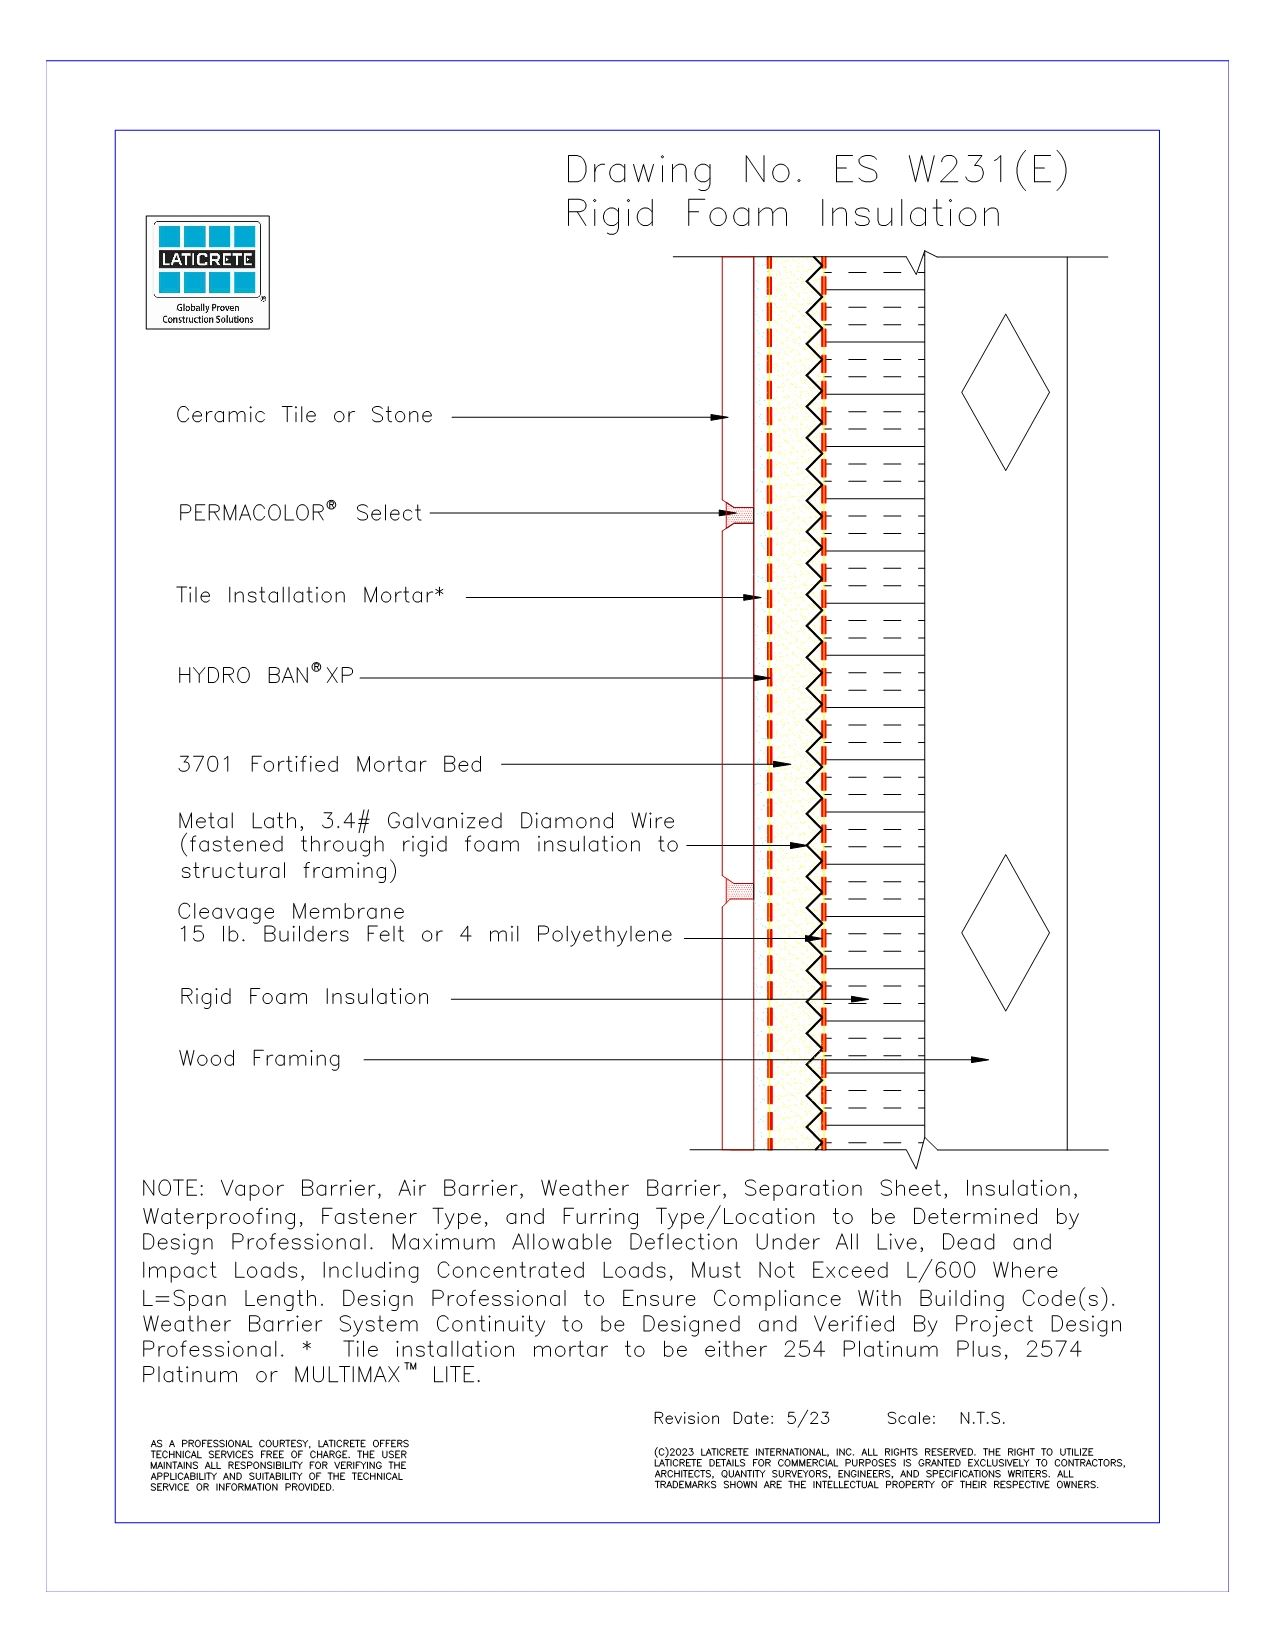 Drawing No. ES W231(E)
Rigid Foam Insulation
LATICRETE
®
Globally Proven
Construction Solutions
Ceramic Tile or Stone
PERMACOLOR® Select
Tile Installation Mortar*
HYDRO BAN® XP
3701 Fortified Mortar Bed
Metal Lath, 3.4# Galvanized Diamond Wire
(fastened through rigid foam insulation to
structural framing)
Cleavage Membrane
15 lb. Builders Felt or 4 mil Polyethylene
Rigid Foam Insulation
Wood Framing
NOTE: Vapor Barrier, Air Barrier, Weather Barrier, Separation Sheet, Insulation,
Waterproofing, Fastener Type, and Furring Type/Location to be Determined by
Design Professional. Maximum Allowable Deflection Under All Live, Dead and
Impact Loads, Including Concentrated Loads, Must Not Exceed L/600 Where
L=Span Length. Design Professional to Ensure Compliance With Building Code(s).
Weather Barrier System Continuity to be Designed and Verified By Project Design
Professional. * Tile installation mortar to be either 254 Platinum Plus, 2574
Platinum or MULTIMAX™ LITE.
Revision Date: 5/23 Scale: N.T.S.
AS A PROFESSIONAL COURTESY, LATICRETE OFFERS
TECHNICAL SERVICES FREE OF CHARGE. THE USER
MAINTAINS ALL RESPONSIBILITY FOR VERIFYING THE
APPLICABILITY AND SUITABILITY OF THE TECHNICAL
SERVICE OR INFORMATION PROVIDED.
(C)2023 LATICRETE INTERNATIONAL, INC. ALL RIGHTS RESERVED. THE RIGHT TO UTILIZE
LATICRETE DETAILS FOR COMMERCIAL PURPOSES IS GRANTED EXCLUSIVELY TO CONTRACTORS,
ARCHITECTS, QUANTITY SURVEYORS, ENGINEERS, AND SPECIFICATIONS WRITERS. ALL
TRADEMARKS SHOWN ARE THE INTELLECTUAL PROPERTY OF THEIR RESPECTIVE OWNERS.